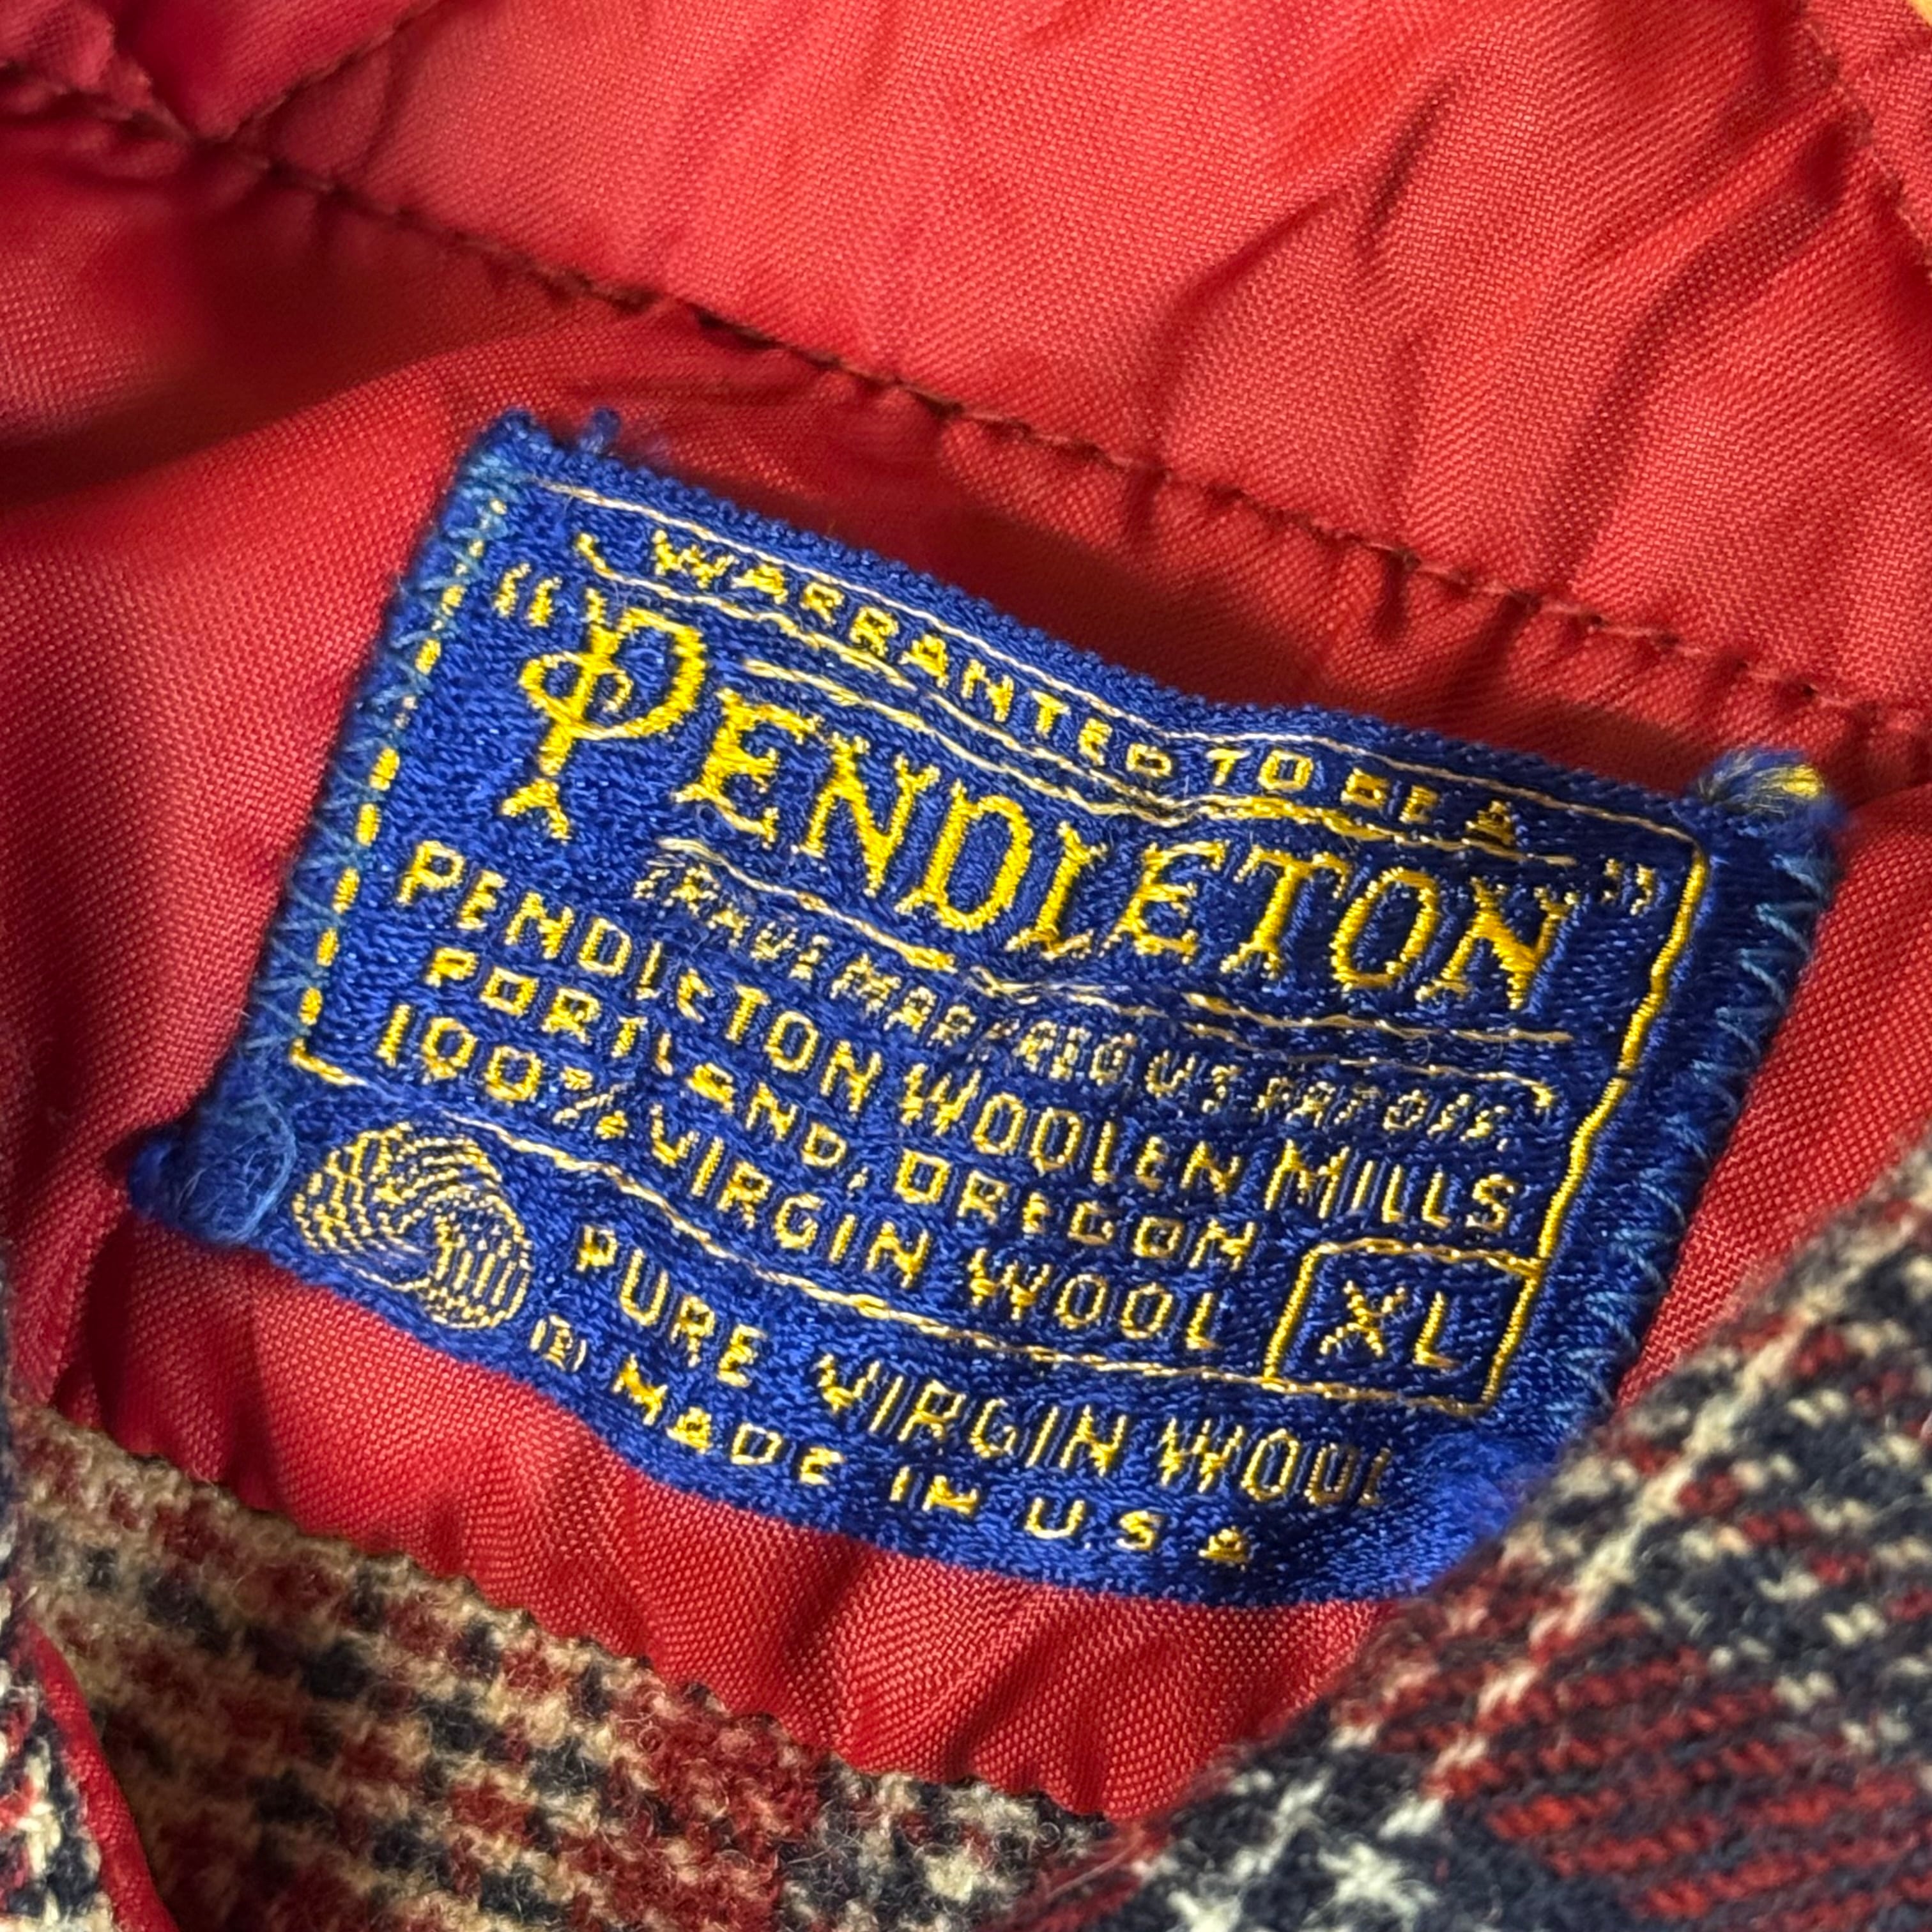 WARRANTED TO BE A
"PENDLETON"
TRADE MARK REG US PAT OFF.
PENDLETON WOOLEN MILLS
PORTLAND, OREGON
100% VIRGIN WOOL
XL
PURE VIRGIN WOOL
® MADE IN U S A